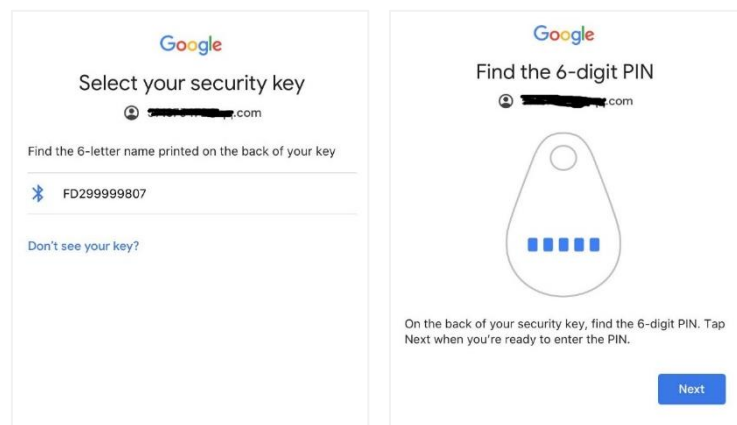 Google
Select your security key
.com
Find the 6-letter name printed on the back of your key
FD299999807
Don't see your key?
Google
Find the 6-digit PIN
.com
On the back of your security key, find the 6-digit PIN. Tap
Next when you're ready to enter the PIN.
Next